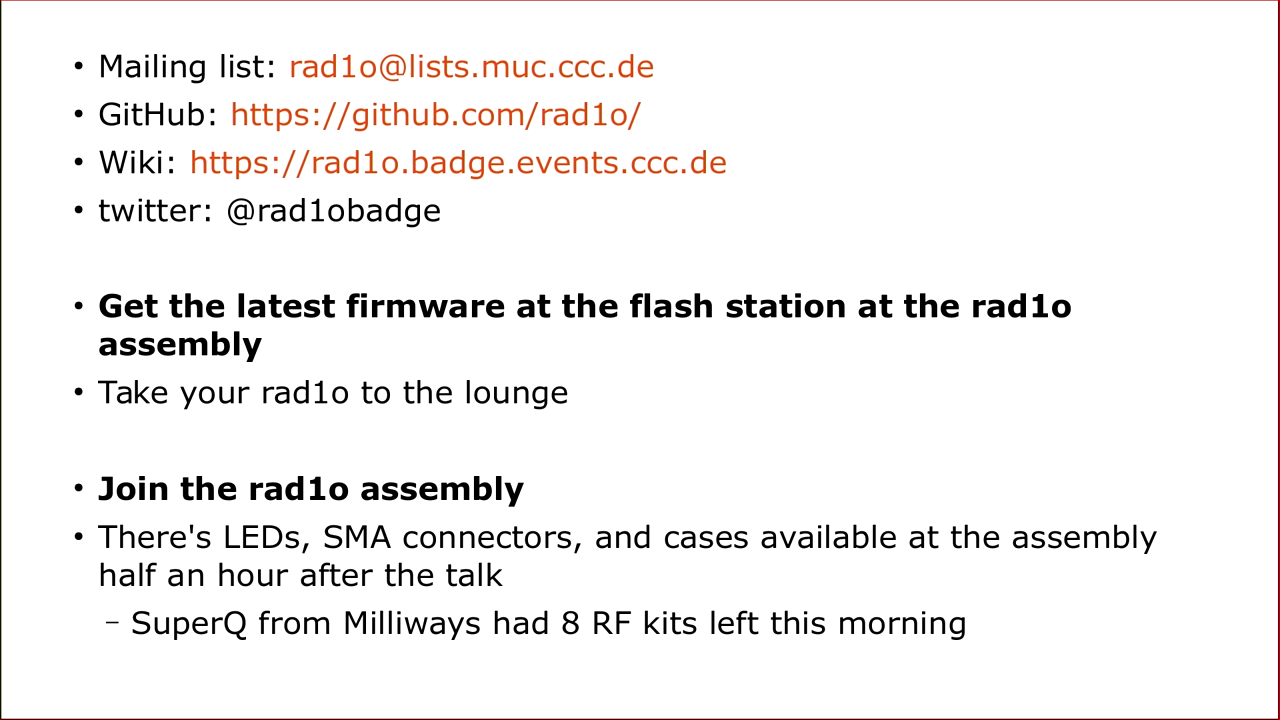 • Mailing list: rad1o@lists.muc.ccc.de
• GitHub: https://github.com/rad1o/
• Wiki: https://rad1o.badge.events.ccc.de
• twitter: @rad1obadge
• Get the latest firmware at the flash station at the rad1o
assembly
• Take your rad1o to the lounge
• Join the rad1o assembly
• There's LEDs, SMA connectors, and cases available at the assembly
half an hour after the talk
– SuperQ from Milliways had 8 RF kits left this morning